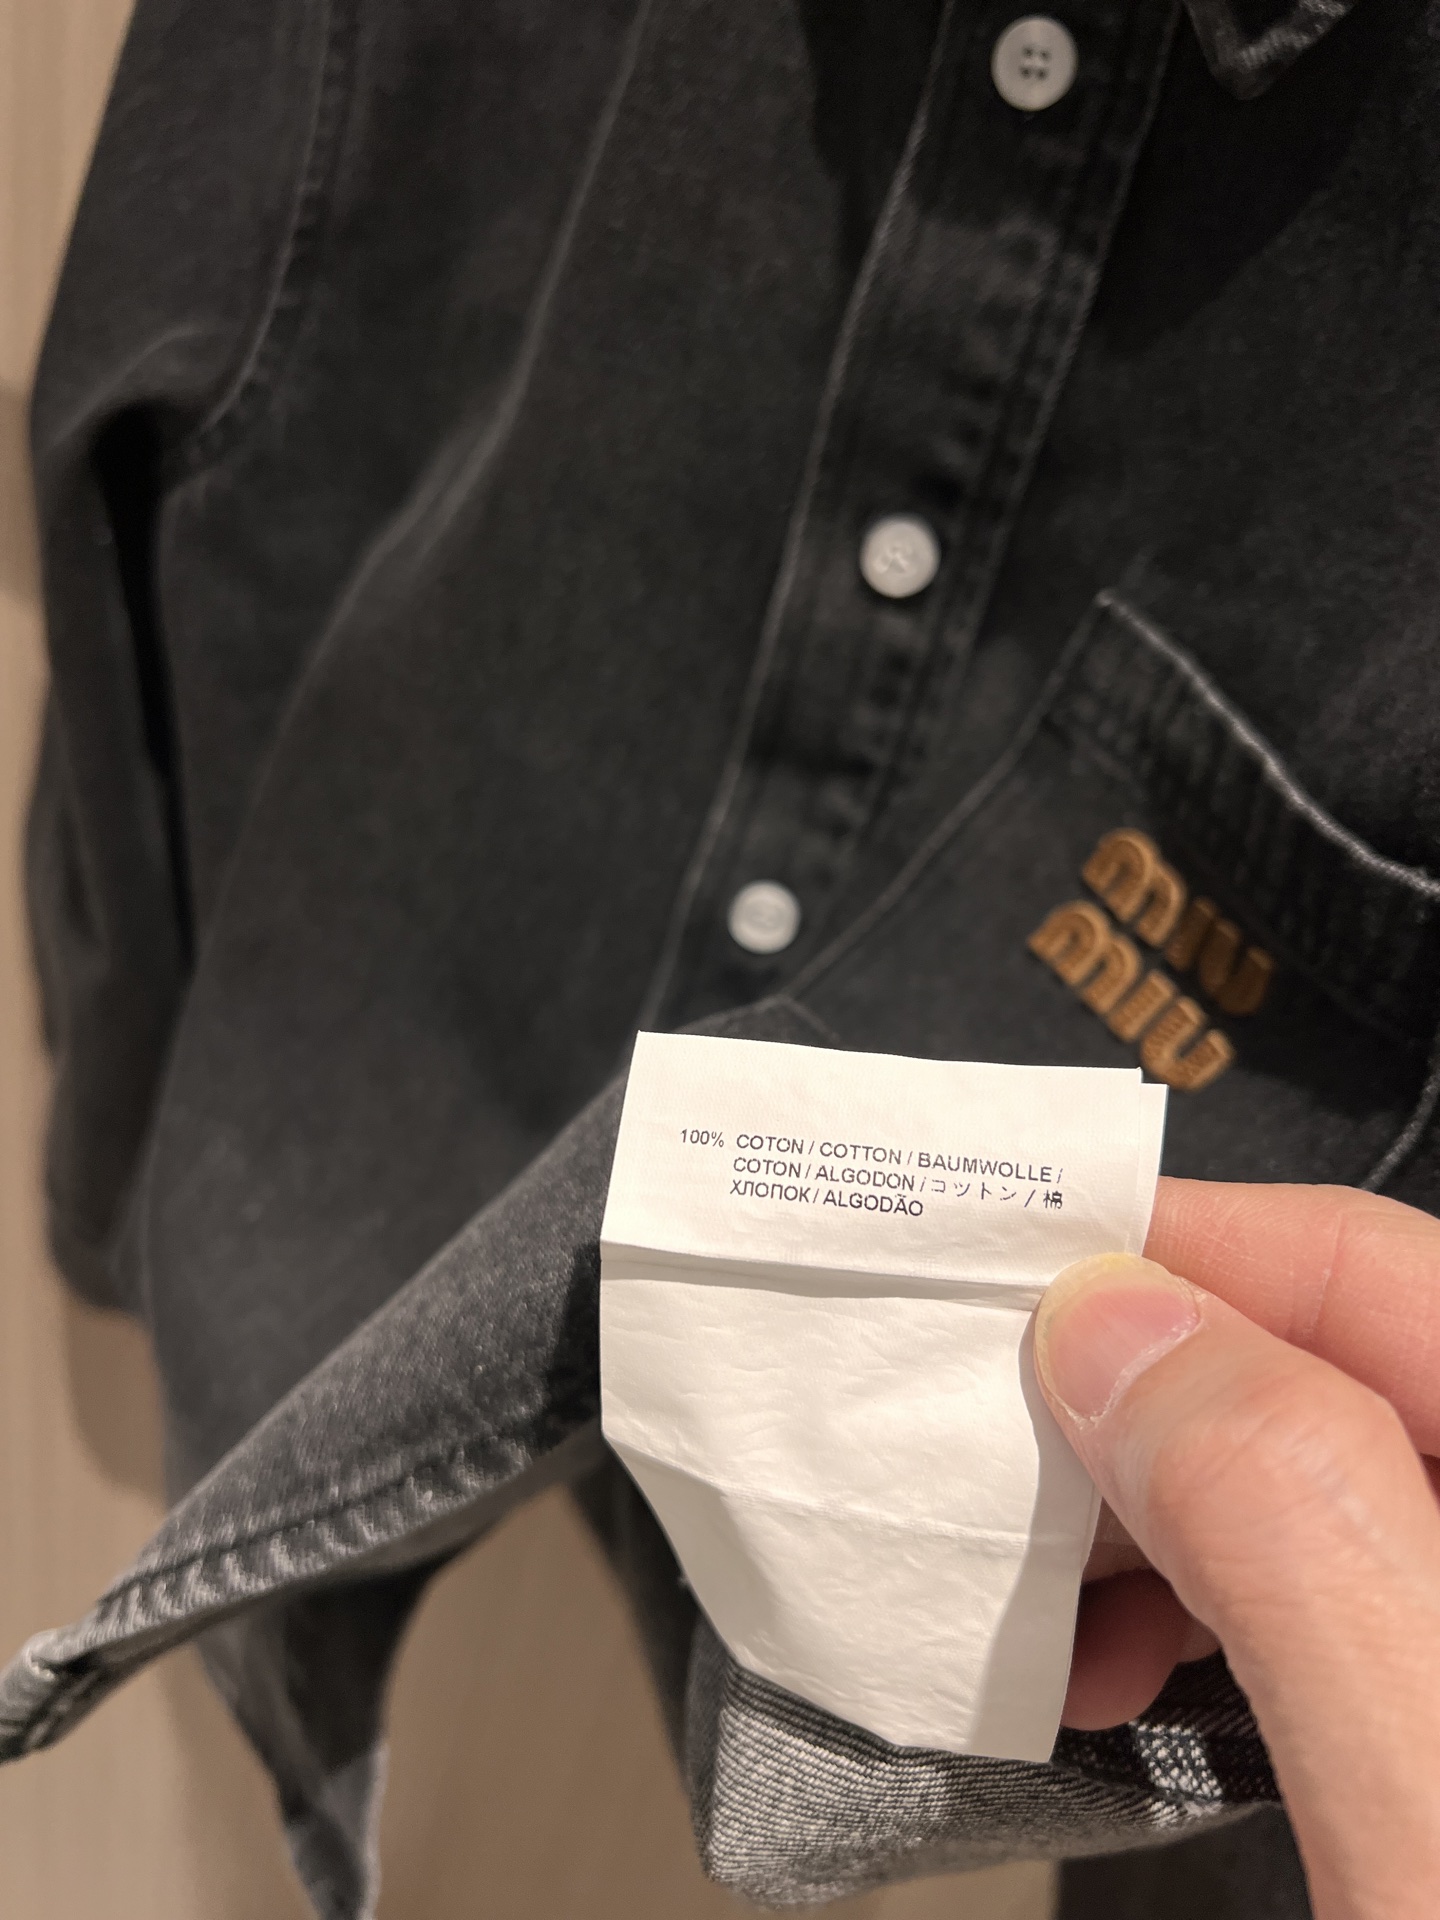 miu
miu
100% COTON / COTTON / BAUMWOLLE /
COTON / ALGODON / コットン / 棉
ХЛОПОК / ALGODÃO